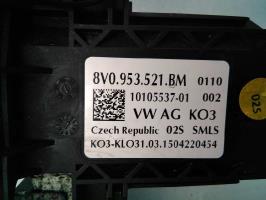 8V0.953.521.BM 0110
10105537-01 002
VW AG KO3
Czech Republic 02S SMLS
KO3-KLO31.03.1504220454
025